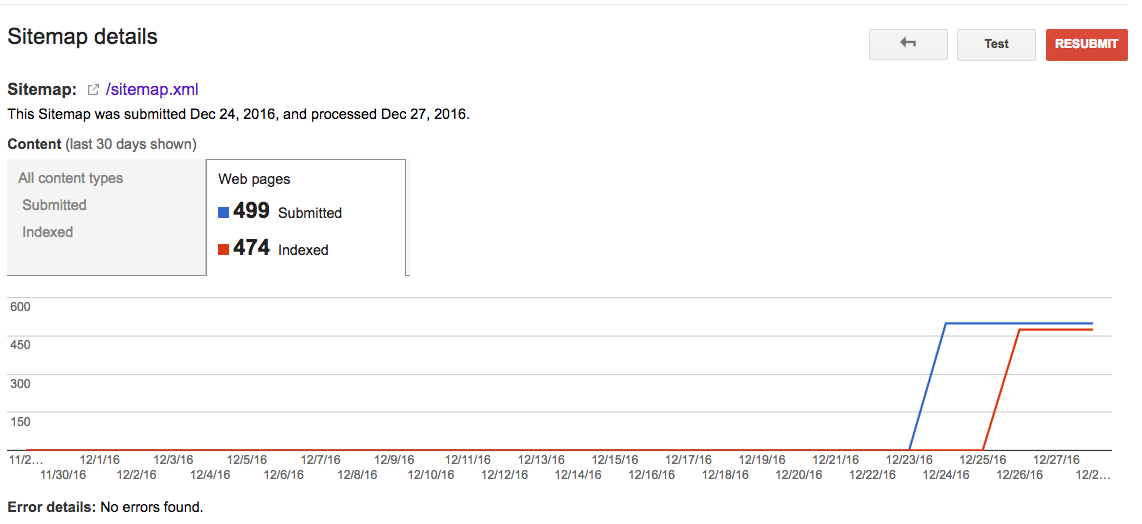 Sitemap details
Test
RESUBMIT
Sitemap: /sitemap.xml
This Sitemap was submitted Dec 24, 2016, and processed Dec 27, 2016.
Content (last 30 days shown)
All content types
Submitted
Indexed
Web pages
499 Submitted
474 Indexed
600
450
300
150
11/2... 12/1/16 12/3/16 12/5/16 12/7/16 12/9/16 12/11/16 12/13/16 12/15/16 12/17/16 12/19/16 12/21/16 12/23/16 12/25/16 12/27/16
11/30/16 12/2/16 12/4/16 12/6/16 12/8/16 12/10/16 12/12/16 12/14/16 12/16/16 12/18/16 12/20/16 12/22/16 12/24/16 12/26/16 12/2...
Error details: No errors found.